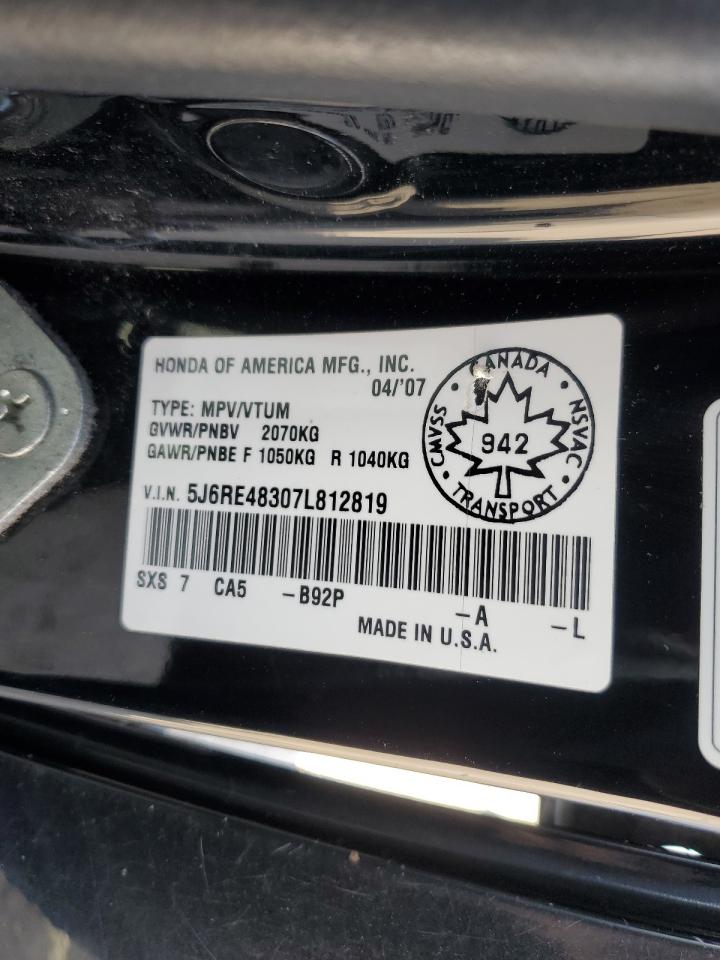 HONDA OF AMERICA MFG., INC.
04/'07
TYPE: MPV/VTUM
GVWR/PNBV 2070KG
GAWR/PNBE F 1050KG R 1040KG
V.I.N. 5J6RE48307L812819
SXS 7 CA5 -B92P -A -L
MADE IN U.S.A.
CANADA
CMVSS · NSVAC
942
TRANSPORT